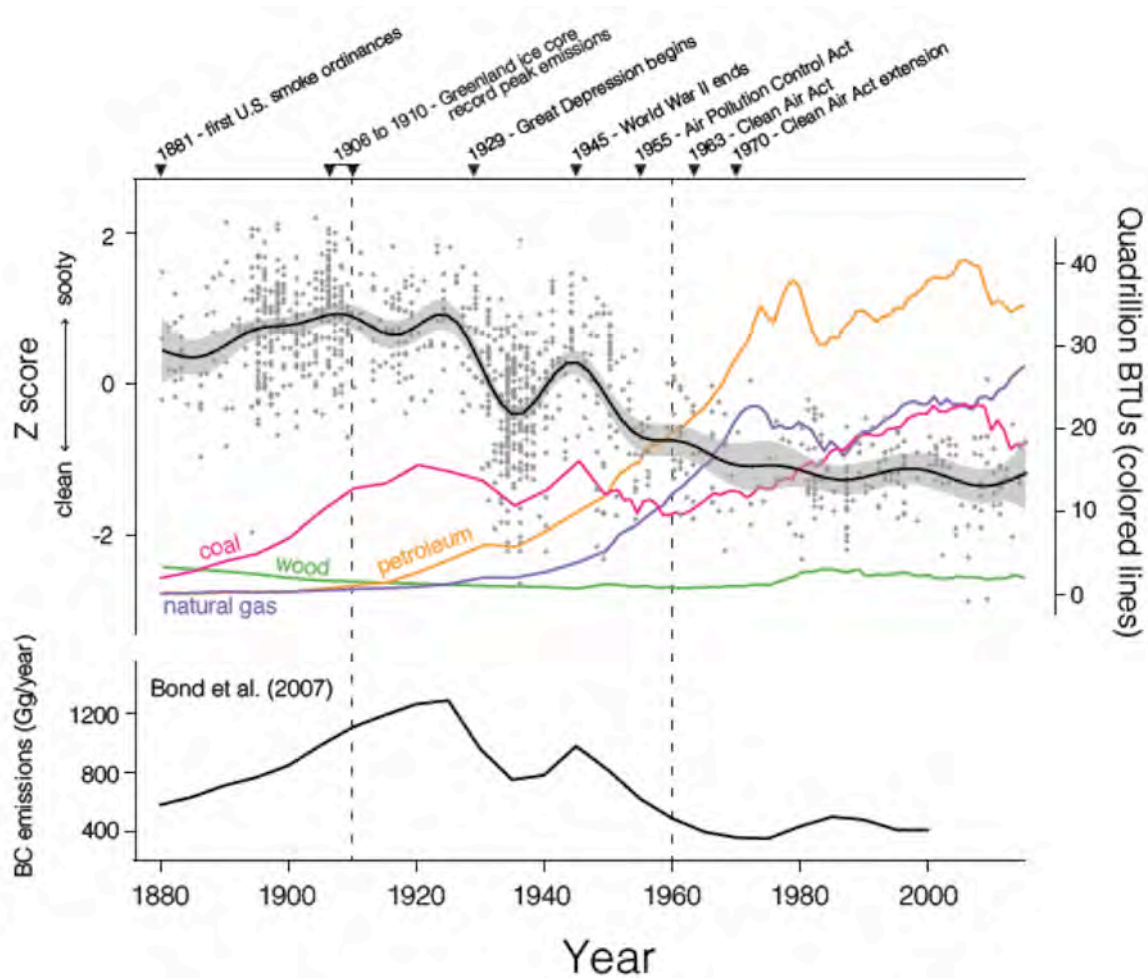 1881 - first U.S. smoke ordinances
1906 to 1910 - Greenland ice core
record peak emissions
1929 - Great Depression begins
1945 - World War II ends
1955 - Air Pollution Control Act
1963 - Clean Air Act
1970 - Clean Air Act extension
2
0
-2
Z score
clean ← → sooty
40
30
20
10
0
Quadrillion BTUs (colored lines)
coal
wood
petroleum
natural gas
Bond et al. (2007)
1200
800
400
BC emissions (Gg/year)
1880 1900 1920 1940 1960 1980 2000
Year